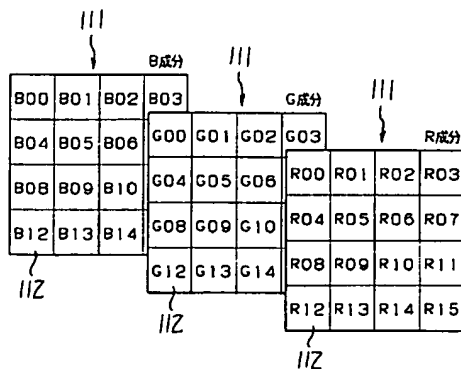 111
B成分
B00 B01 B02 B03
B04 B05 B06
B08 B09 B10
B12 B13 B14
112
111
G成分
G00 G01 G02 G03
G04 G05 G06
G08 G09 G10
G12 G13 G14
112
111
R成分
R00 R01 R02 R03
R04 R05 R06 R07
R08 R09 R10 R11
R12 R13 R14 R15
112